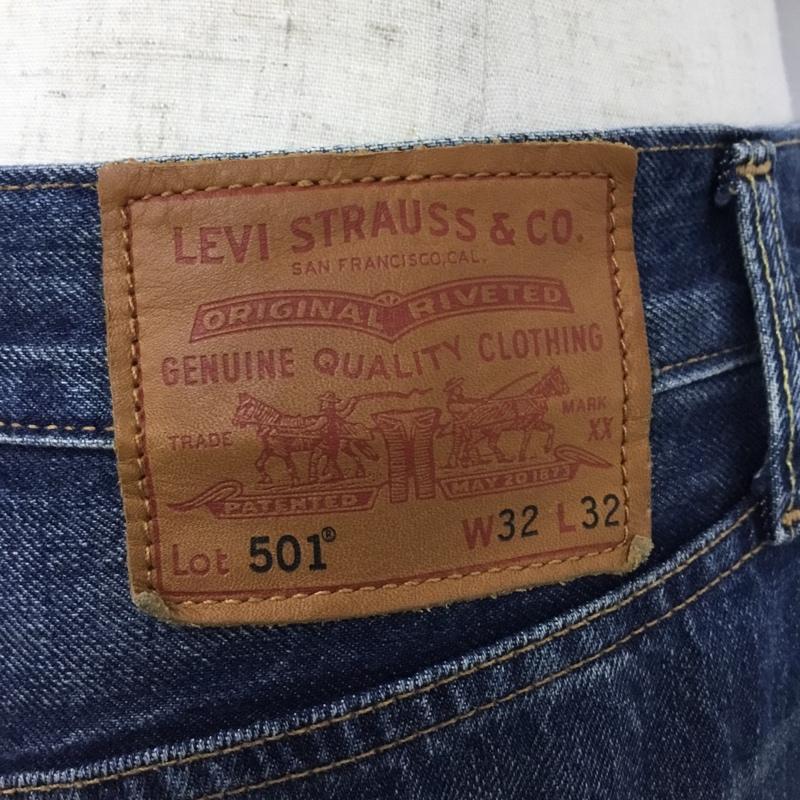 LEVI STRAUSS & CO.
SAN FRANCISCO, CAL.
ORIGINAL RIVETED
GENUINE QUALITY CLOTHING
TRADE MARK
XX
PATENTED MAY 20 1873
Lot 501® W32 L32